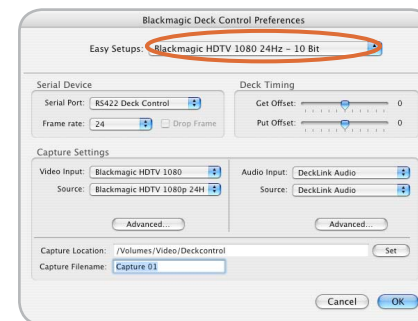 Blackmagic Deck Control Preferences
Easy Setups: Blackmagic HDTV 1080 24Hz – 10 Bit
Serial Device
Serial Port: RS422 Deck Control
Frame rate: 24 Drop Frame
Deck Timing
Get Offset: 0
Put Offset: 0
Capture Settings
Video Input: Blackmagic HDTV 1080
Source: Blackmagic HDTV 1080p 24H
Advanced...
Audio Input: DeckLink Audio
Source: DeckLink Audio
Advanced...
Capture Location: /Volumes/Video/Deckcontrol Set
Capture Filename: Capture 01
Cancel OK